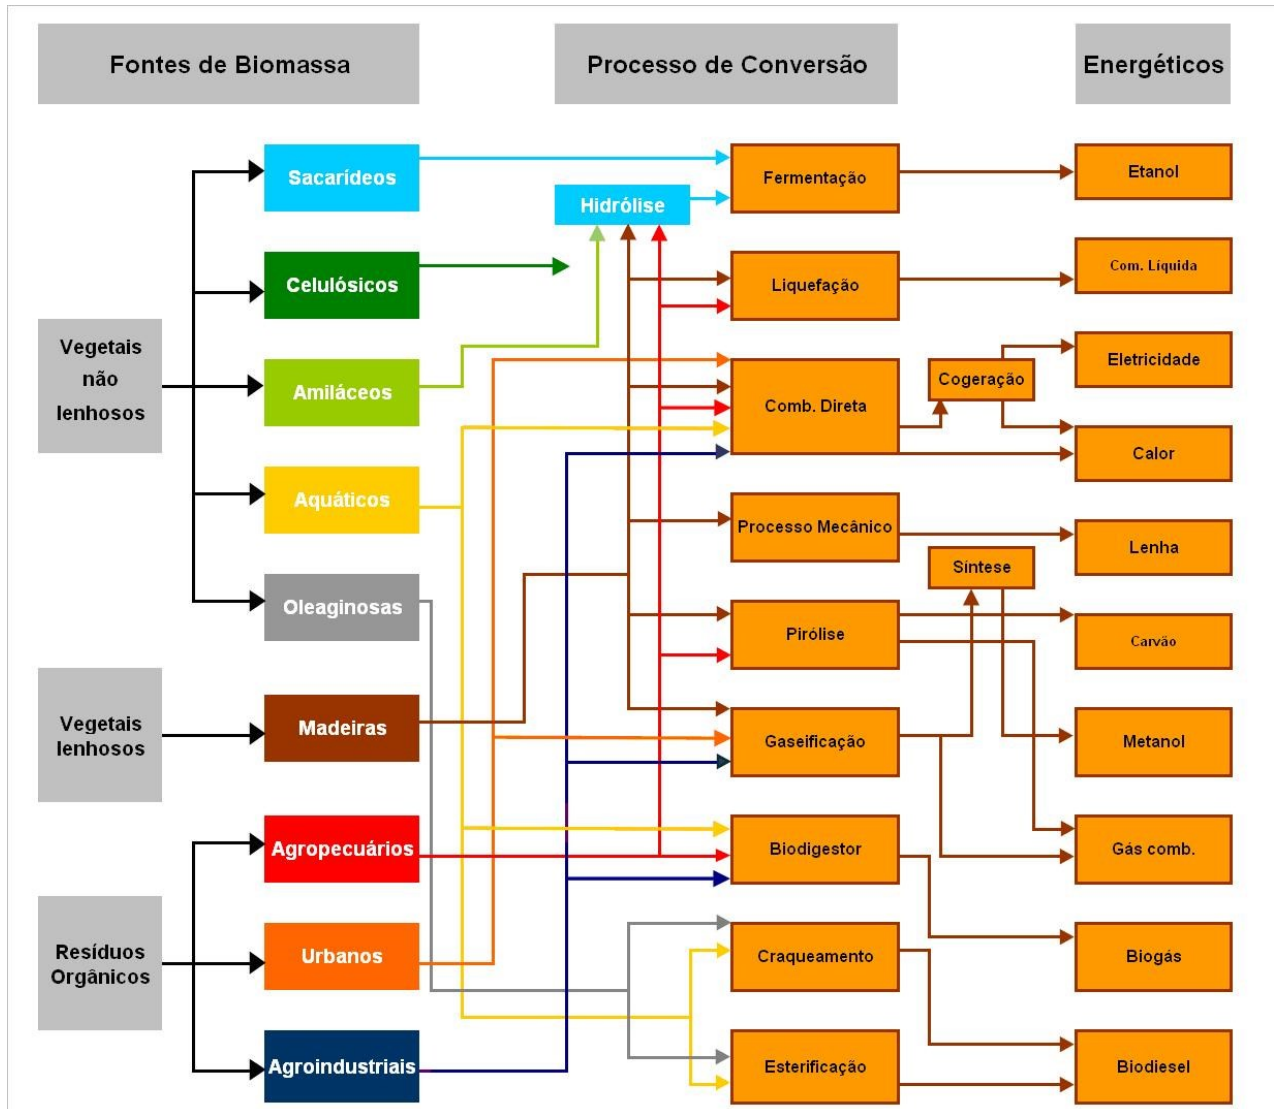 Fontes de Biomassa
Processo de Conversão
Energéticos
Sacarídeos
Fermentação
Etanol
Hidrólise
Celulósicos
Liquefação
Com. Líquida
Vegetais
não
lenhosos
Amiláceos
Comb. Direta
Cogeração
Eletricidade
Calor
Aquáticos
Processo Mecânico
Lenha
Síntese
Oleaginosas
Pirólise
Carvão
Vegetais
lenhosos
Madeiras
Gaseificação
Metanol
Agropecuários
Biodigestor
Gás comb.
Resíduos
Orgânicos
Urbanos
Craqueamento
Biogás
Agroindustriais
Esterificação
Biodiesel